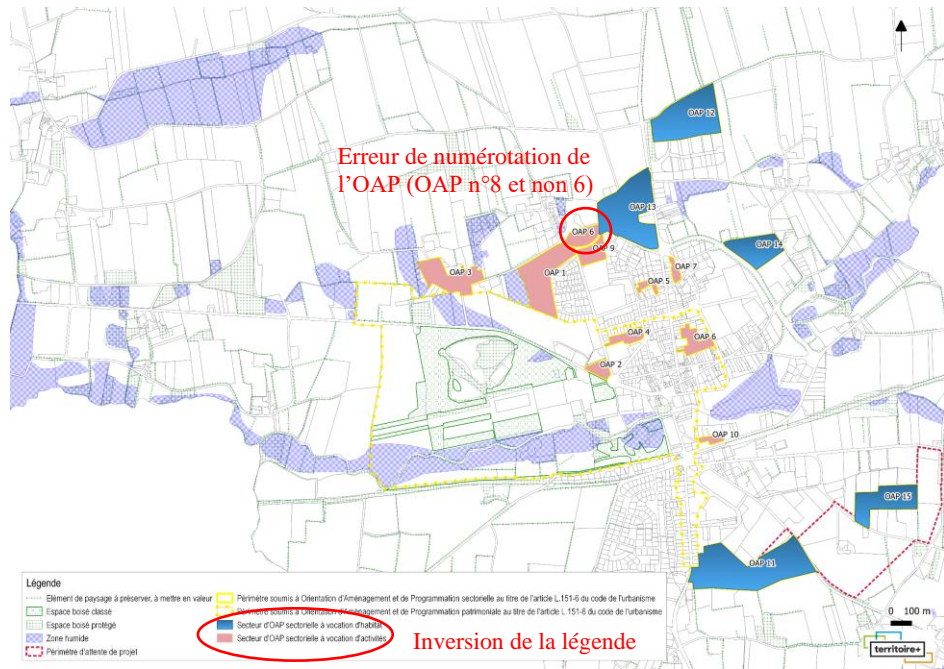 OAP 12
Erreur de numérotation de
l'OAP (OAP n°8 et non 6)
OAP 13
OAP 6
OAP 9
OAP 14
OAP 3
OAP 1
OAP 7
OAP 5
OAP 4
OAP 6
OAP 2
OAP 10
OAP 15
OAP 11
Légende
Elément de paysage à préserver, à mettre en valeur
Espace boisé classé
Espace boisé protégé
Zone humide
Périmètre d'attente de projet
Périmètre soumis à Orientation d'Aménagement et de Programmation sectorielle au titre de l'article L.151-6 du code de l'urbanisme
Périmètre soumis à Orientation d'Aménagement et de Programmation patrimoniale au titre de l'article L.151-6 du code de l'urbanisme
Secteur d'OAP sectorielle à vocation d'habitat
Secteur d'OAP sectorielle à vocation d'activités
Inversion de la légende
0 100 m
territoire+